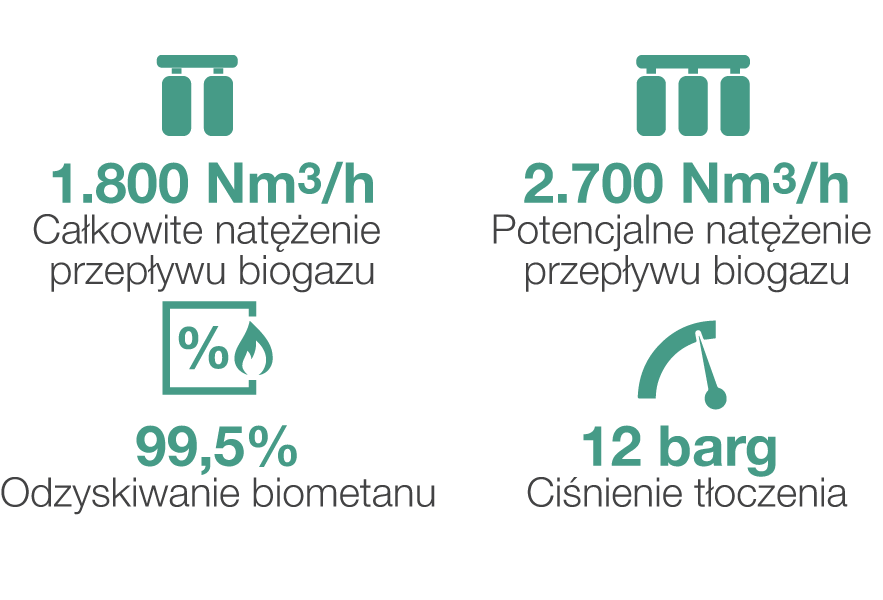 1.800 Nm3/h
Całkowite natężenie
przepływu biogazu
2.700 Nm3/h
Potencjalne natężenie
przepływu biogazu
%
99,5%
Odzyskiwanie biometanu
12 barg
Ciśnienie tłoczenia